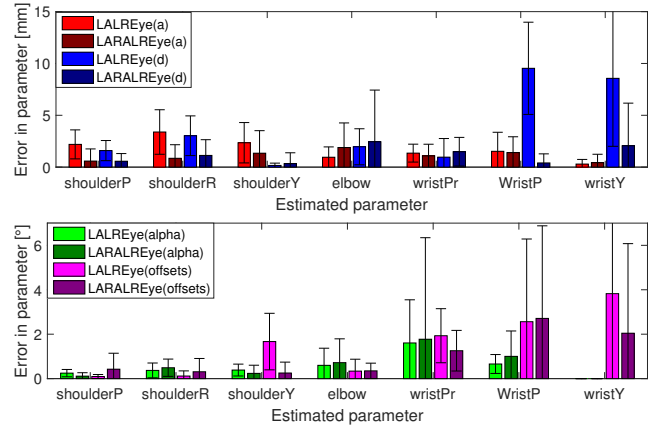 Error in parameter [mm]
15
10
5
0
LALREye(a)
LARALREye(a)
LALREye(d)
LARALREye(d)
shoulderP shoulderR shoulderY elbow wristPr WristP wristY
Estimated parameter
Error in parameter [°]
6
4
2
0
LALREye(alpha)
LARALREye(alpha)
LALREye(offsets)
LARALREye(offsets)
shoulderP shoulderR shoulderY elbow wristPr WristP wristY
Estimated parameter